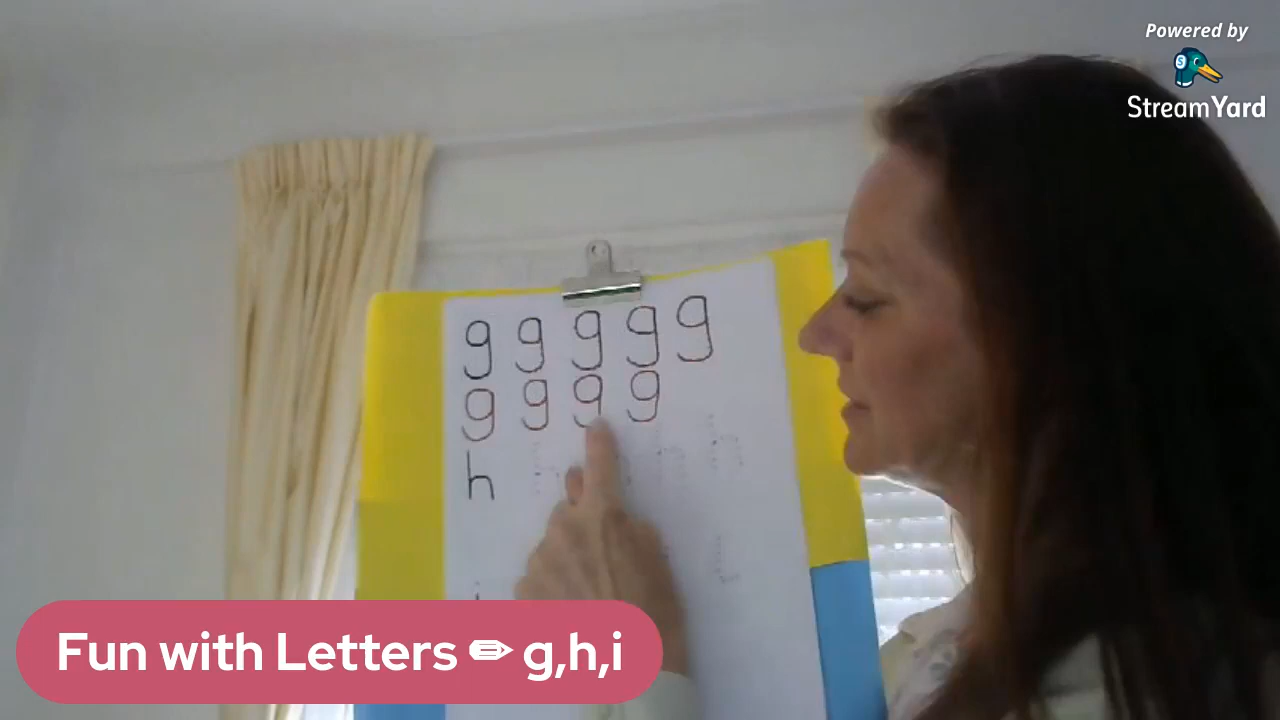 Powered by
StreamYard
g g g g g
g g g g
h
Fun with Letters ✏ g,h,i